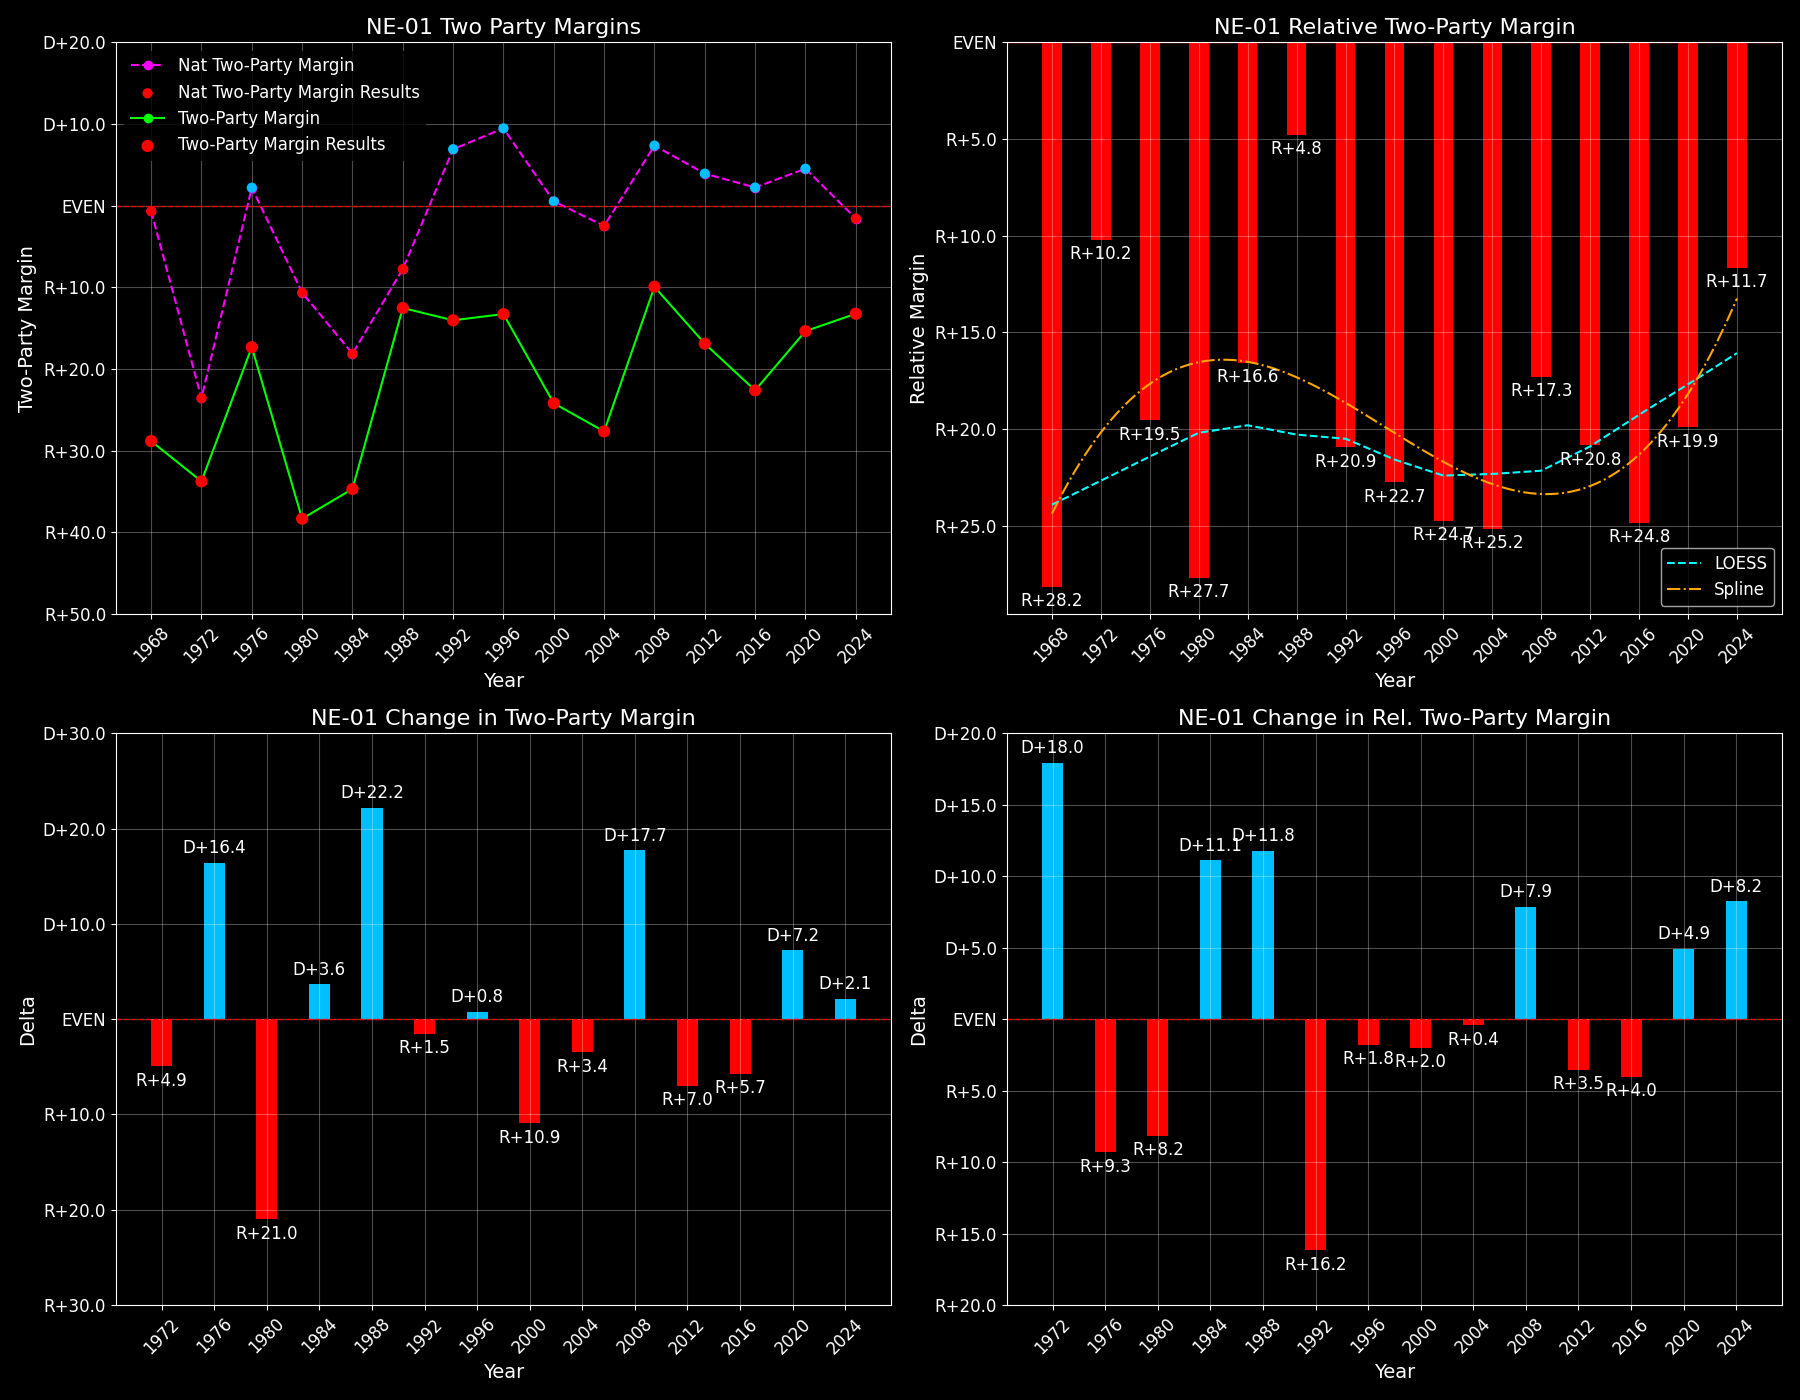 NE-01 Two Party Margins
D+20.0
D+10.0
EVEN
R+10.0
R+20.0
R+30.0
R+40.0
R+50.0
Two-Party Margin
Nat Two-Party Margin
Nat Two-Party Margin Results
Two-Party Margin
Two-Party Margin Results
1968
1972
1976
1980
1984
1988
1992
1996
2000
2004
2008
2012
2016
2020
2024
Year
NE-01 Relative Two-Party Margin
EVEN
R+5.0
R+10.0
R+15.0
R+20.0
R+25.0
Relative Margin
R+28.2
R+10.2
R+19.5
R+27.7
R+16.6
R+4.8
R+20.9
R+22.7
R+24.7
R+25.2
R+17.3
R+20.8
R+24.8
R+19.9
R+11.7
LOESS
Spline
1968
1972
1976
1980
1984
1988
1992
1996
2000
2004
2008
2012
2016
2020
2024
Year
NE-01 Change in Two-Party Margin
D+30.0
D+20.0
D+10.0
EVEN
R+10.0
R+20.0
R+30.0
Delta
R+4.9
D+16.4
R+21.0
D+3.6
D+22.2
R+1.5
D+0.8
R+10.9
R+3.4
D+17.7
R+7.0
R+5.7
D+7.2
D+2.1
1972
1976
1980
1984
1988
1992
1996
2000
2004
2008
2012
2016
2020
2024
Year
NE-01 Change in Rel. Two-Party Margin
D+20.0
D+15.0
D+10.0
D+5.0
EVEN
R+5.0
R+10.0
R+15.0
R+20.0
Delta
D+18.0
R+9.3
R+8.2
D+11.1
D+11.8
R+16.2
R+1.8
R+2.0
R+0.4
D+7.9
R+3.5
R+4.0
D+4.9
D+8.2
1972
1976
1980
1984
1988
1992
1996
2000
2004
2008
2012
2016
2020
2024
Year